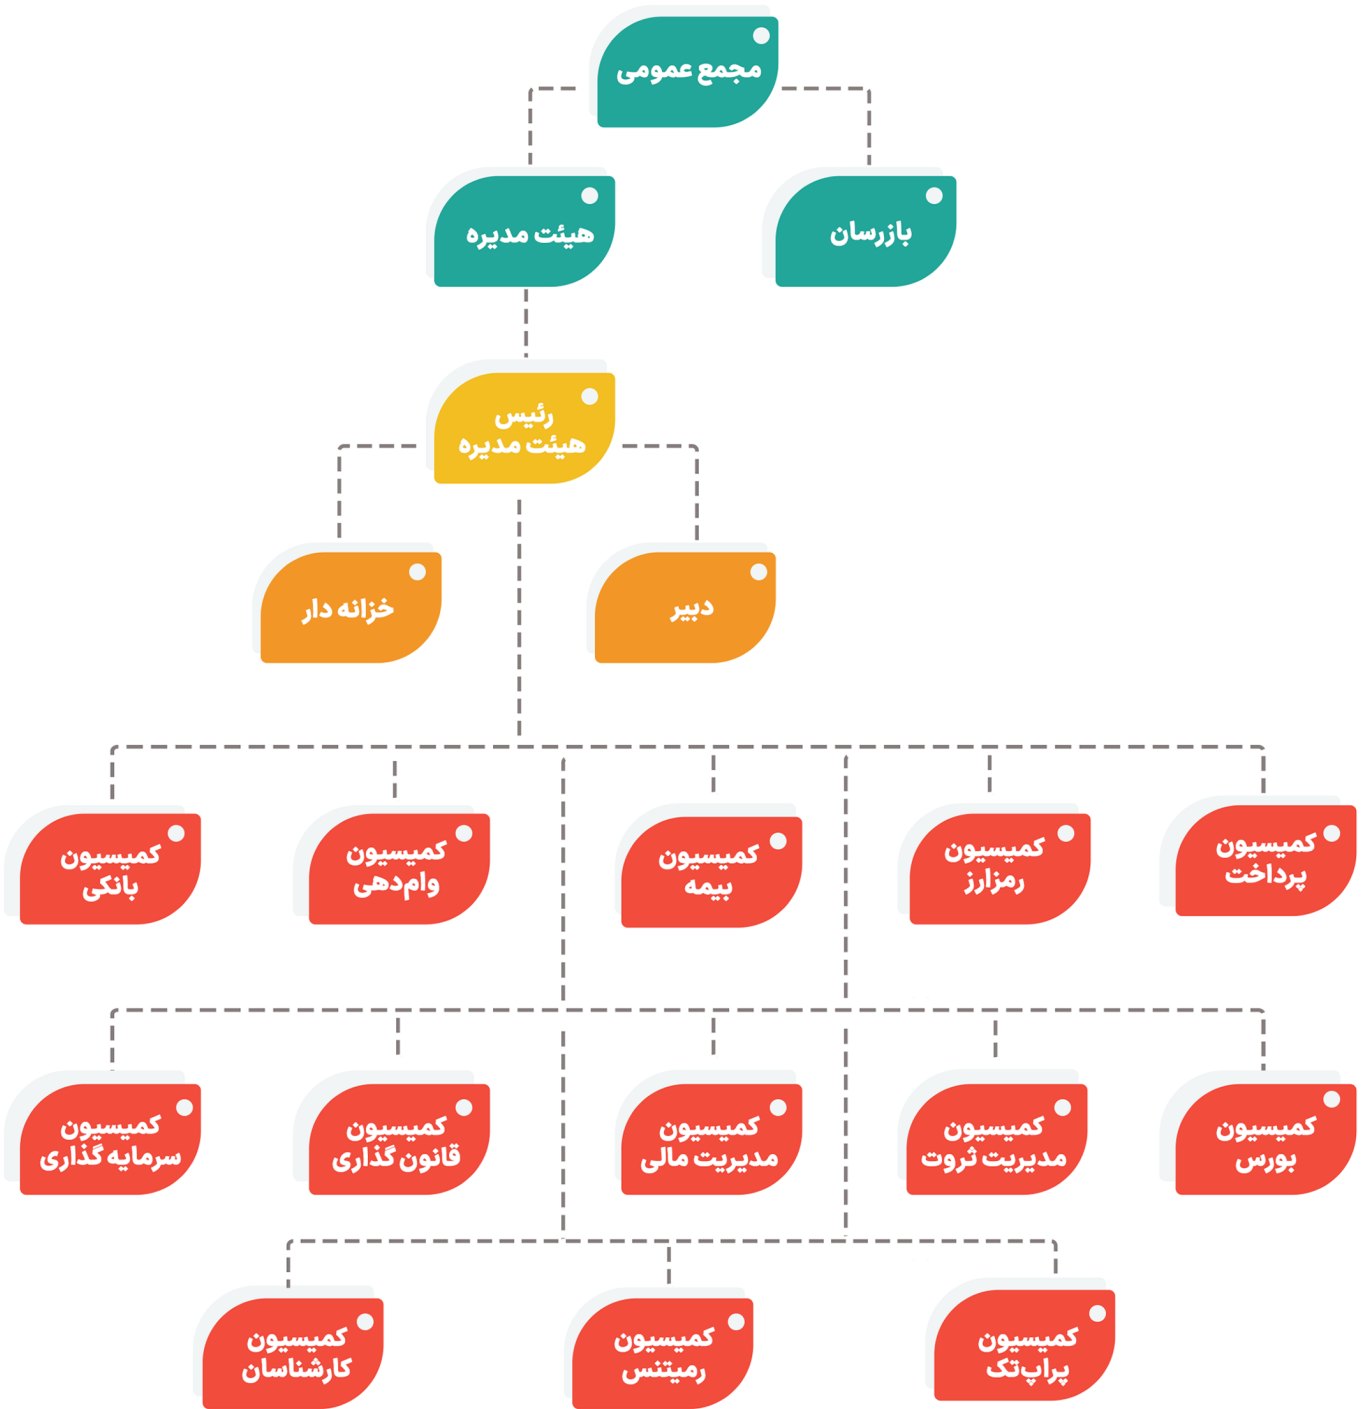 مجمع عمومی
بازرسان
هیئت مدیره
رئیس
هیئت مدیره
دبیر
خزانه دار
کمیسیون
پرداخت
کمیسیون
رمزارز
کمیسیون
بیمه
کمیسیون
وام‌دهی
کمیسیون
بانکی
کمیسیون
بورس
کمیسیون
مدیریت ثروت
کمیسیون
مدیریت مالی
کمیسیون
قانون گذاری
کمیسیون
سرمایه گذاری
کمیسیون
پراپ‌تک
کمیسیون
رمیتنس
کمیسیون
کارشناسان